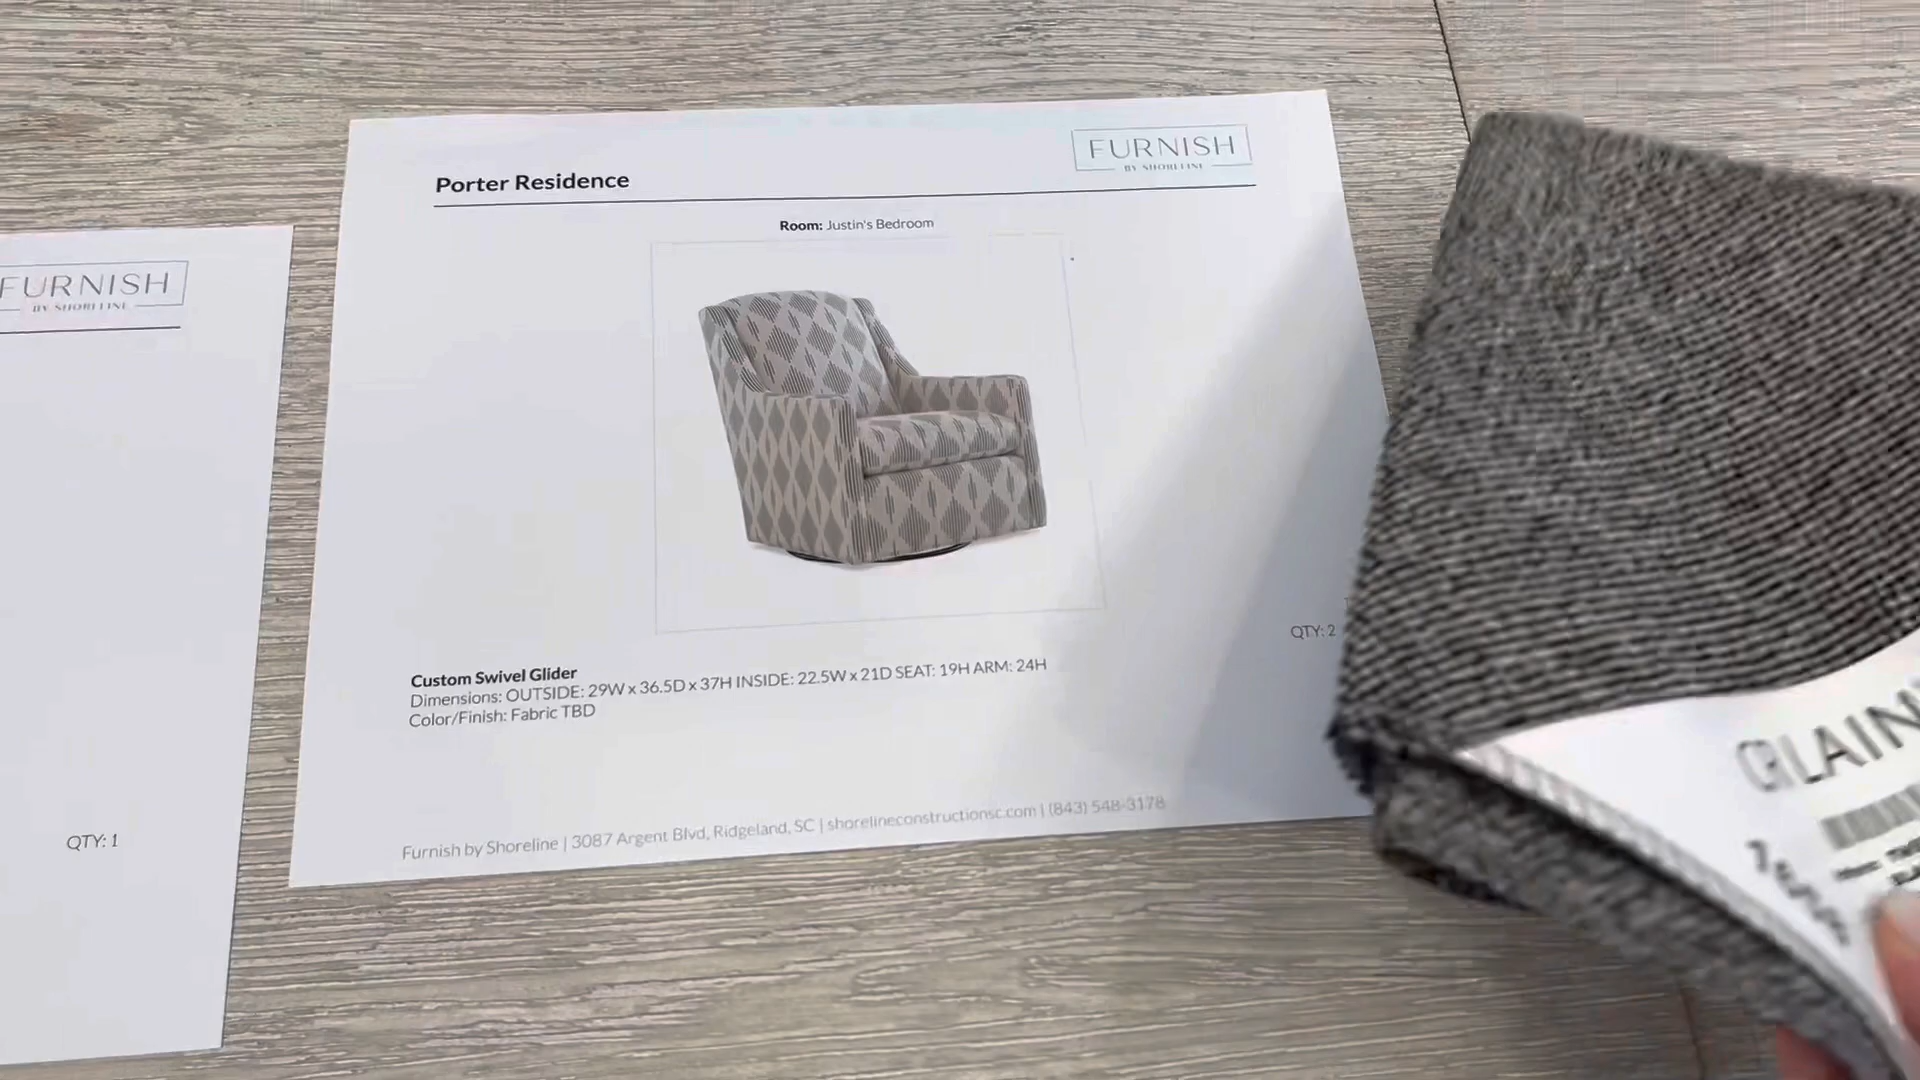 FURNISH
BY SHORELINE
QTY: 1
FURNISH
BY SHORELINE
Porter Residence
Room: Justin's Bedroom
QTY: 2
Custom Swivel Glider
Dimensions: OUTSIDE: 29W x 36.5D x 37H INSIDE: 22.5W x 21D SEAT: 19H ARM: 24H
Color/Finish: Fabric TBD
Furnish by Shoreline | 3087 Argent Blvd, Ridgeland, SC | shorelineconstructionsc.com | (843) 548-3178